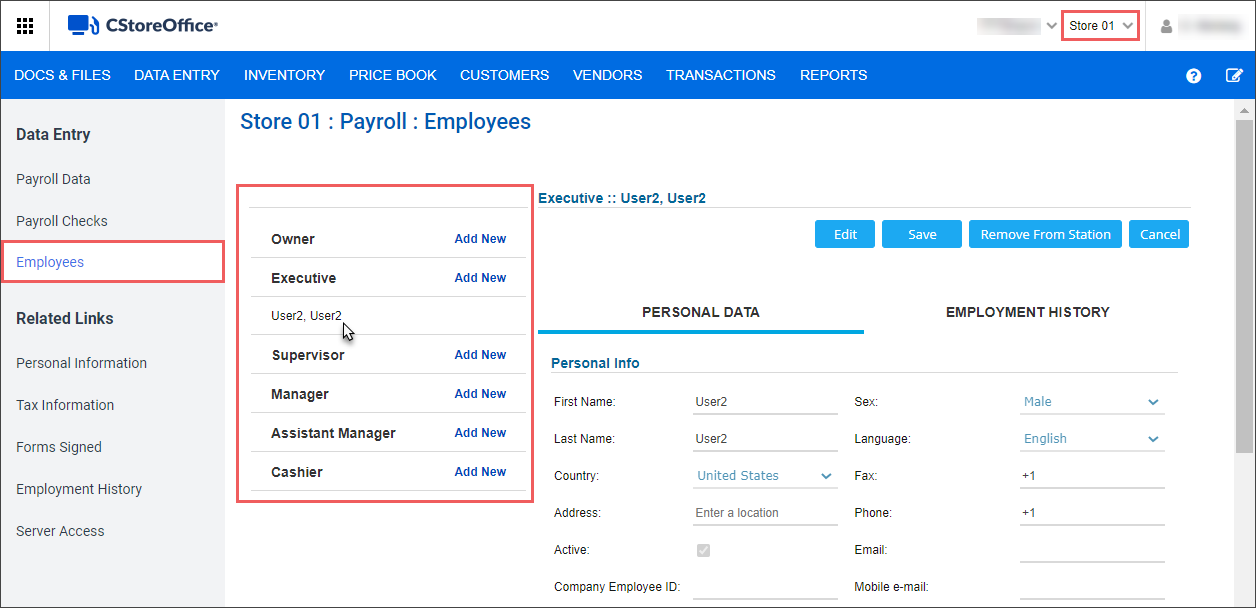 CStoreOffice®
Store 01
DOCS & FILES DATA ENTRY INVENTORY PRICE BOOK CUSTOMERS VENDORS TRANSACTIONS REPORTS
Data Entry
Payroll Data
Payroll Checks
Employees
Related Links
Personal Information
Tax Information
Forms Signed
Employment History
Server Access
Store 01 : Payroll : Employees
Owner Add New
Executive Add New
User2, User2
Supervisor Add New
Manager Add New
Assistant Manager Add New
Cashier Add New
Executive :: User2, User2
Edit Save Remove From Station Cancel
PERSONAL DATA EMPLOYMENT HISTORY
Personal Info
First Name: User2 Sex: Male
Last Name: User2 Language: English
Country: United States Fax: +1
Address: Enter a location Phone: +1
Active: Email:
Company Employee ID: Mobile e-mail: